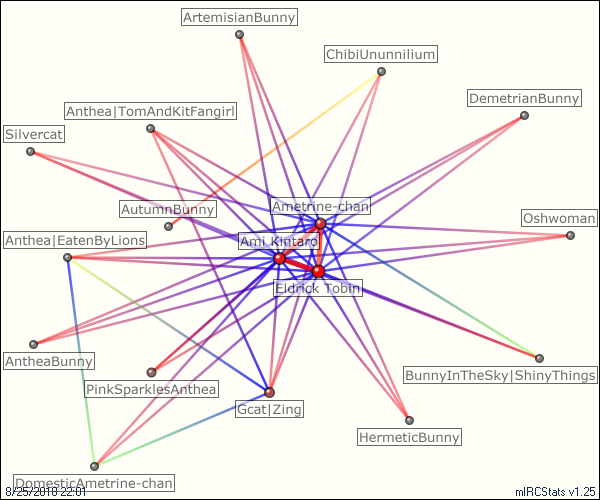 ArtemisianBunny
ChibiUnunnilium
DemetrianBunny
Anthea|TomAndKitFangirl
Silvercat
AutumnBunny
Ametrine-chan
Oshwoman
Anthea|EatenByLions
Ami Kintaro
Eldrick Tobin
AntheaBunny
BunnyInTheSky|ShinyThings
PinkSparklesAnthea
Gcat|Zing
HermeticBunny
DomesticAmetrine-chan
8/25/2018 22:01
mIRCStats v1.25